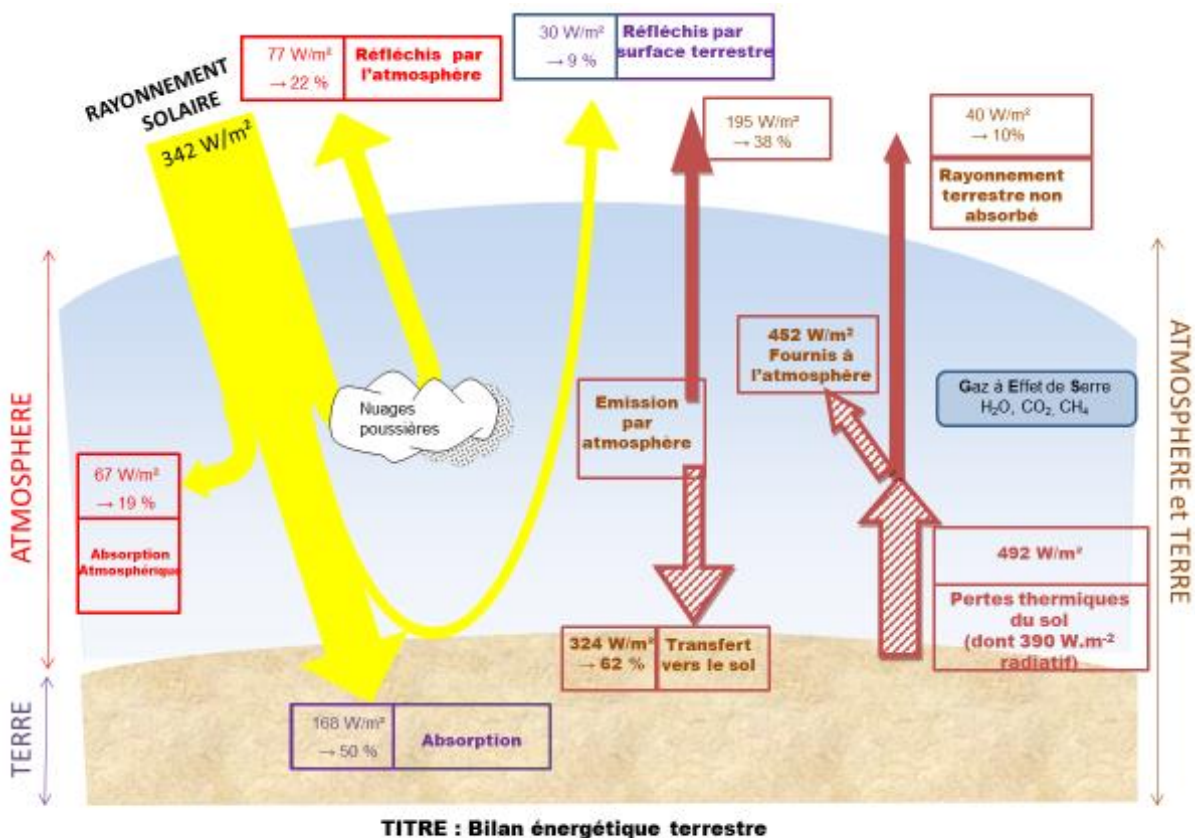 77 W/m²
→ 22 %
Réfléchis par
l'atmosphère
30 W/m²
→ 9 %
Réfléchis par
surface terrestre
RAYONNEMENT
SOLAIRE
342 W/m²
195 W/m²
→ 38 %
40 W/m²
→ 10%
Rayonnement
terrestre non
absorbé
ATMOSPHERE
TERRE
ATMOSPHERE et TERRE
Nuages
poussières
452 W/m²
Fournis à
l'atmosphère
Gaz à Effet de Serre
H₂O, CO₂, CH₄
Emission
par
atmosphère
67 W/m²
→ 19 %
Absorption
Atmosphérique
492 W/m²
Pertes thermiques
du sol
(dont 390 W.m⁻²
radiatif)
324 W/m²
→ 62 %
Transfert
vers le sol
168 W/m²
→ 50 %
Absorption
TITRE : Bilan énergétique terrestre